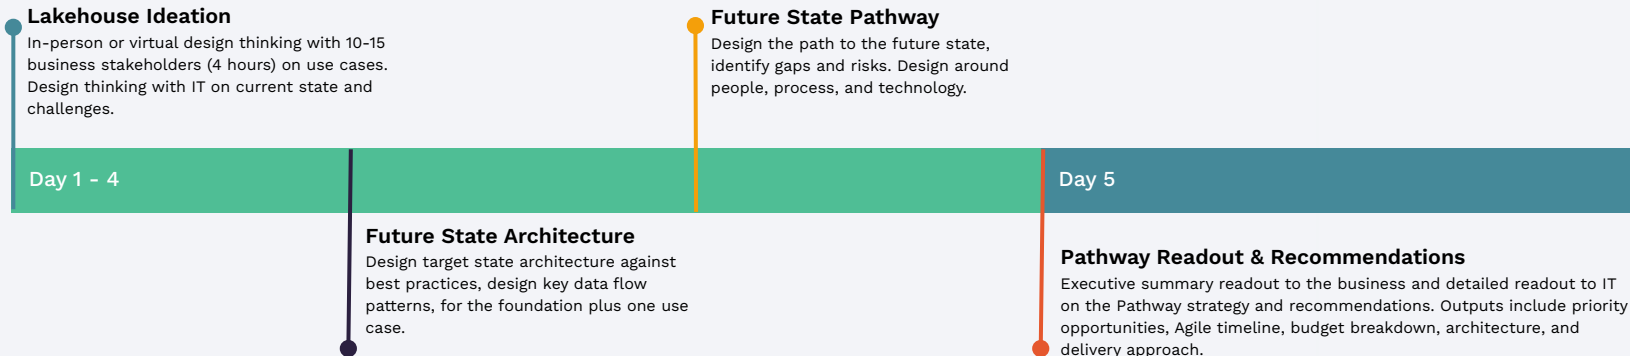 Lakehouse Ideation
In-person or virtual design thinking with 10-15
business stakeholders (4 hours) on use cases.
Design thinking with IT on current state and
challenges.
Future State Pathway
Design the path to the future state,
identify gaps and risks. Design around
people, process, and technology.
Day 1 - 4
Day 5
Future State Architecture
Design target state architecture against
best practices, design key data flow
patterns, for the foundation plus one use
case.
Pathway Readout & Recommendations
Executive summary readout to the business and detailed readout to IT
on the Pathway strategy and recommendations. Outputs include priority
opportunities, Agile timeline, budget breakdown, architecture, and
delivery approach.